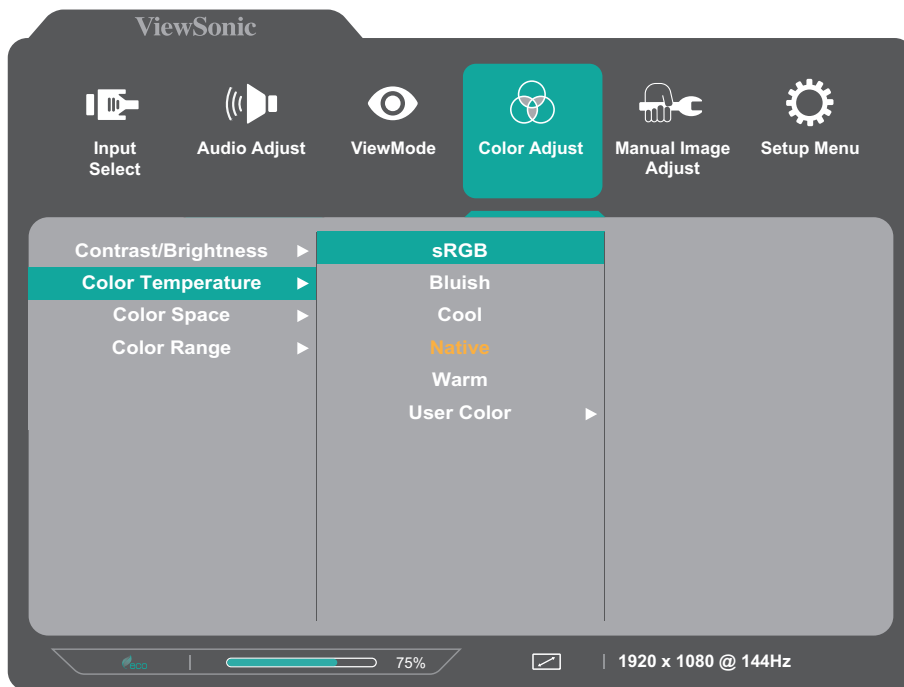 ViewSonic
Input Select
Audio Adjust
ViewMode
Color Adjust
Manual Image Adjust
Setup Menu
Contrast/Brightness
Color Temperature
Color Space
Color Range
sRGB
Bluish
Cool
Native
Warm
User Color
eco
75%
1920 x 1080 @ 144Hz